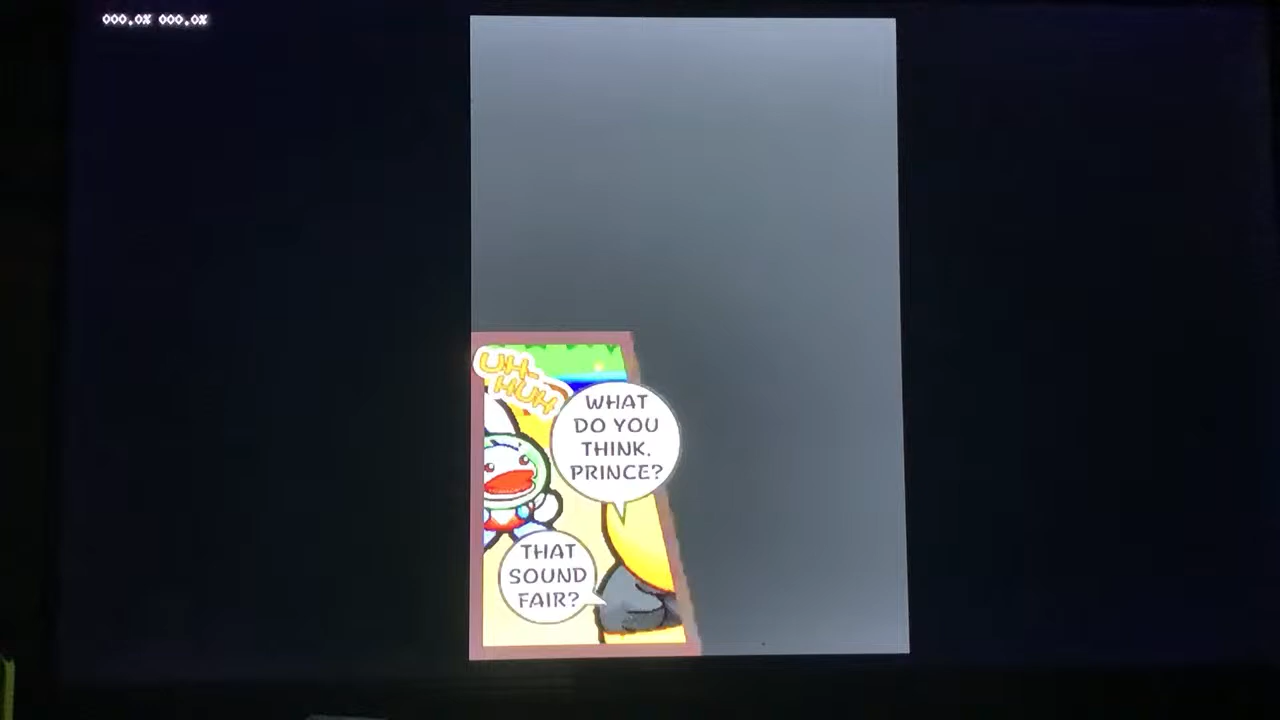 000.0% 000.0%
UH-
HUH
WHAT
DO YOU
THINK,
PRINCE?
THAT
SOUND
FAIR?